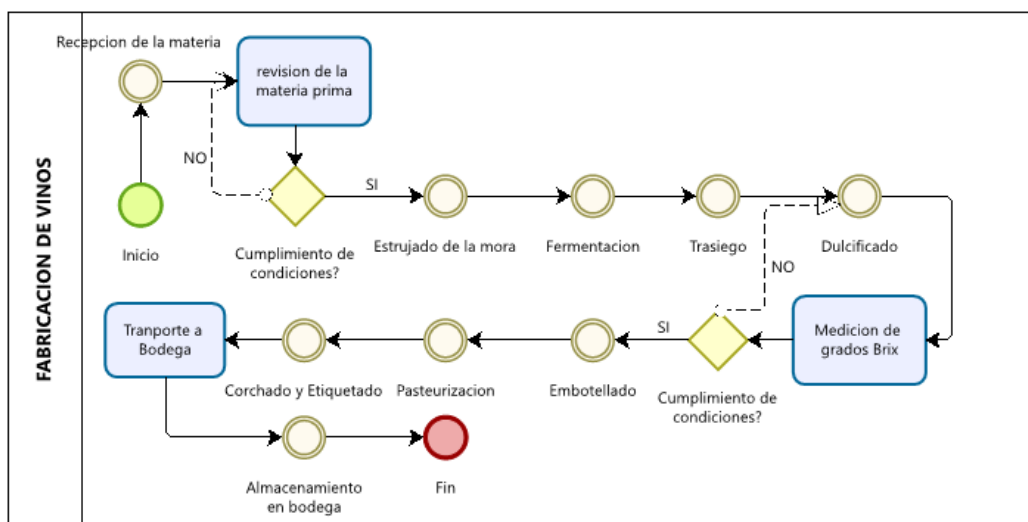 FABRICACION DE VINOS
Recepcion de la materia
revision de la
materia prima
NO
SI
Inicio
Cumplimiento de
condiciones?
Estrujado de la mora
Fermentacion
Trasiego
Dulcificado
NO
Tranporte a
Bodega
SI
Medicion de
grados Brix
Corchado y Etiquetado
Pasteurizacion
Embotellado
Cumplimiento de
condiciones?
Almacenamiento
en bodega
Fin